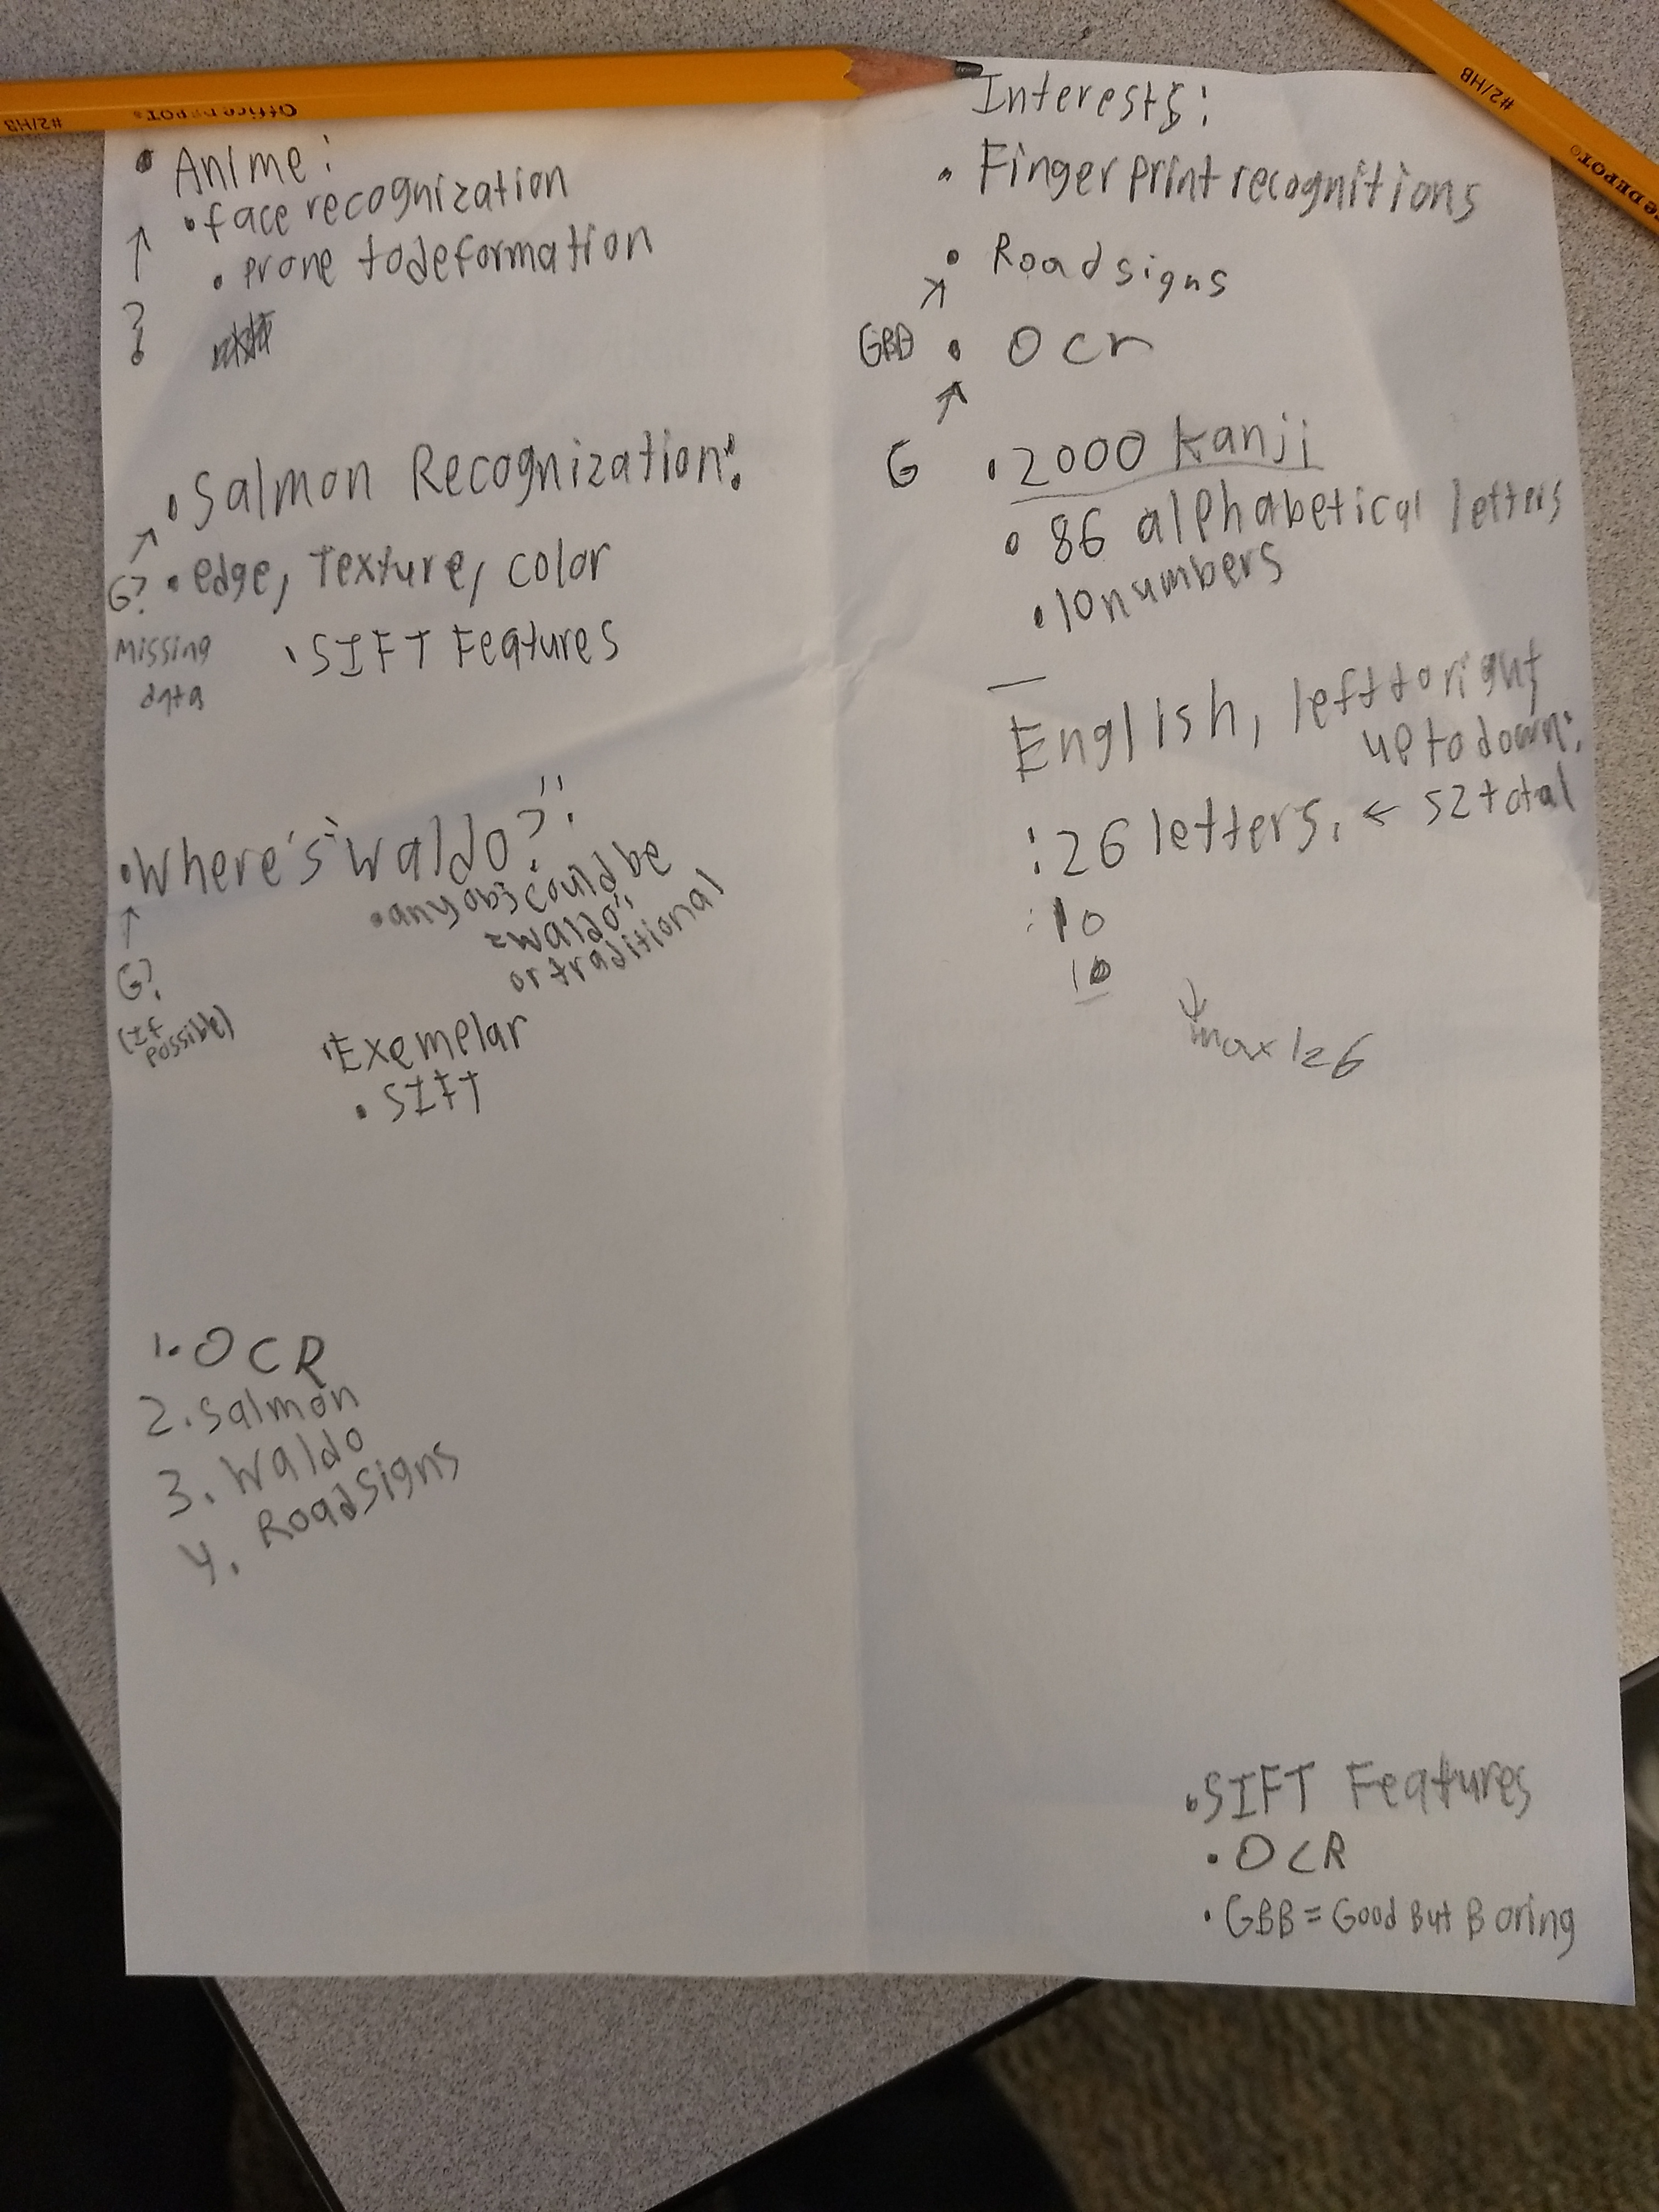 Office DEPOT®
#2/HB
#2/HB
DEPOT®
• Anime:
• face recognization
• prone todeformation
↑
?
• Salmon Recognization:
↗
G? • edge, Texture, color
Missing
data
• SIFT Features
• Where's "Waldo?":
• any obj could be
"waldo",
or traditional
↑
G?
(if
possible)
• Exemplar
• SIFT
1. OCR
2. Salmon
3. Waldo
4. RoadSigns
Interests:
• Finger print recognitions
• Roadsigns
↗
GBB • Ocr
↗
G • 2000 Kanji
• 86 alphabetical letters
• 10 numbers
—
English, left to right
up to down:
: 26 letters, ← 52 total
: 10
10
↓
max 126
• SIFT Features
• OCR
• GBB = Good But Boring